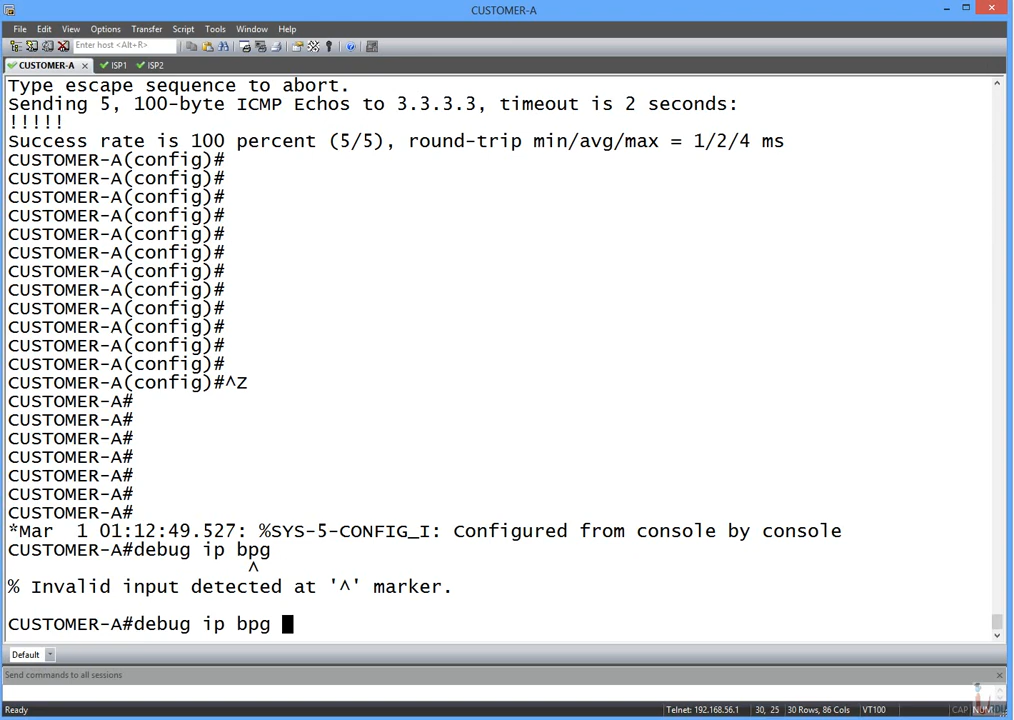 CUSTOMER-A
File Edit View Options Transfer Script Tools Window Help
Enter host <Alt+R>
CUSTOMER-A ISP1 ISP2
Type escape sequence to abort.
Sending 5, 100-byte ICMP Echos to 3.3.3.3, timeout is 2 seconds:
!!!!!
Success rate is 100 percent (5/5), round-trip min/avg/max = 1/2/4 ms
CUSTOMER-A(config)#
CUSTOMER-A(config)#
CUSTOMER-A(config)#
CUSTOMER-A(config)#
CUSTOMER-A(config)#
CUSTOMER-A(config)#
CUSTOMER-A(config)#
CUSTOMER-A(config)#
CUSTOMER-A(config)#
CUSTOMER-A(config)#
CUSTOMER-A(config)#
CUSTOMER-A(config)#
CUSTOMER-A(config)#^Z
CUSTOMER-A#
CUSTOMER-A#
CUSTOMER-A#
CUSTOMER-A#
CUSTOMER-A#
CUSTOMER-A#
CUSTOMER-A#
*Mar  1 01:12:49.527: %SYS-5-CONFIG_I: Configured from console by console
CUSTOMER-A#debug ip bpg
^
% Invalid input detected at '^' marker.
CUSTOMER-A#debug ip bpg
Default
Send commands to all sessions
Ready Telnet: 192.168.56.1 30, 25 30 Rows, 86 Cols VT100 CAP NUM